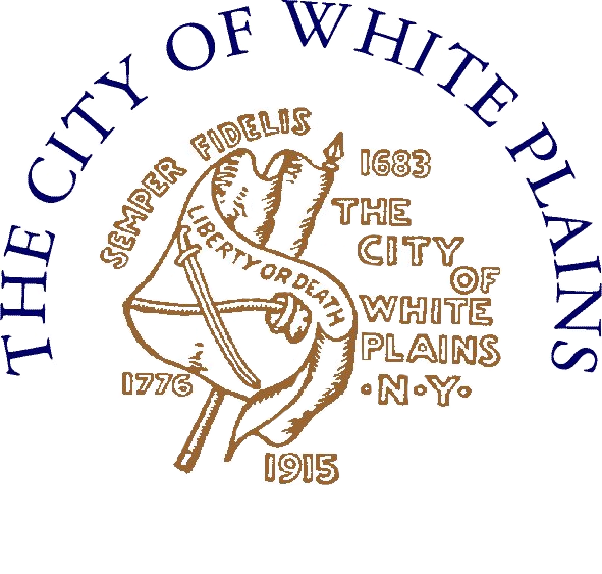 THE CITY OF WHITE PLAINS
SEMPER FIDELIS
1683
THE
CITY
OF
WHITE
PLAINS
·N·Y·
LIBERTY OR DEATH
1776
1915